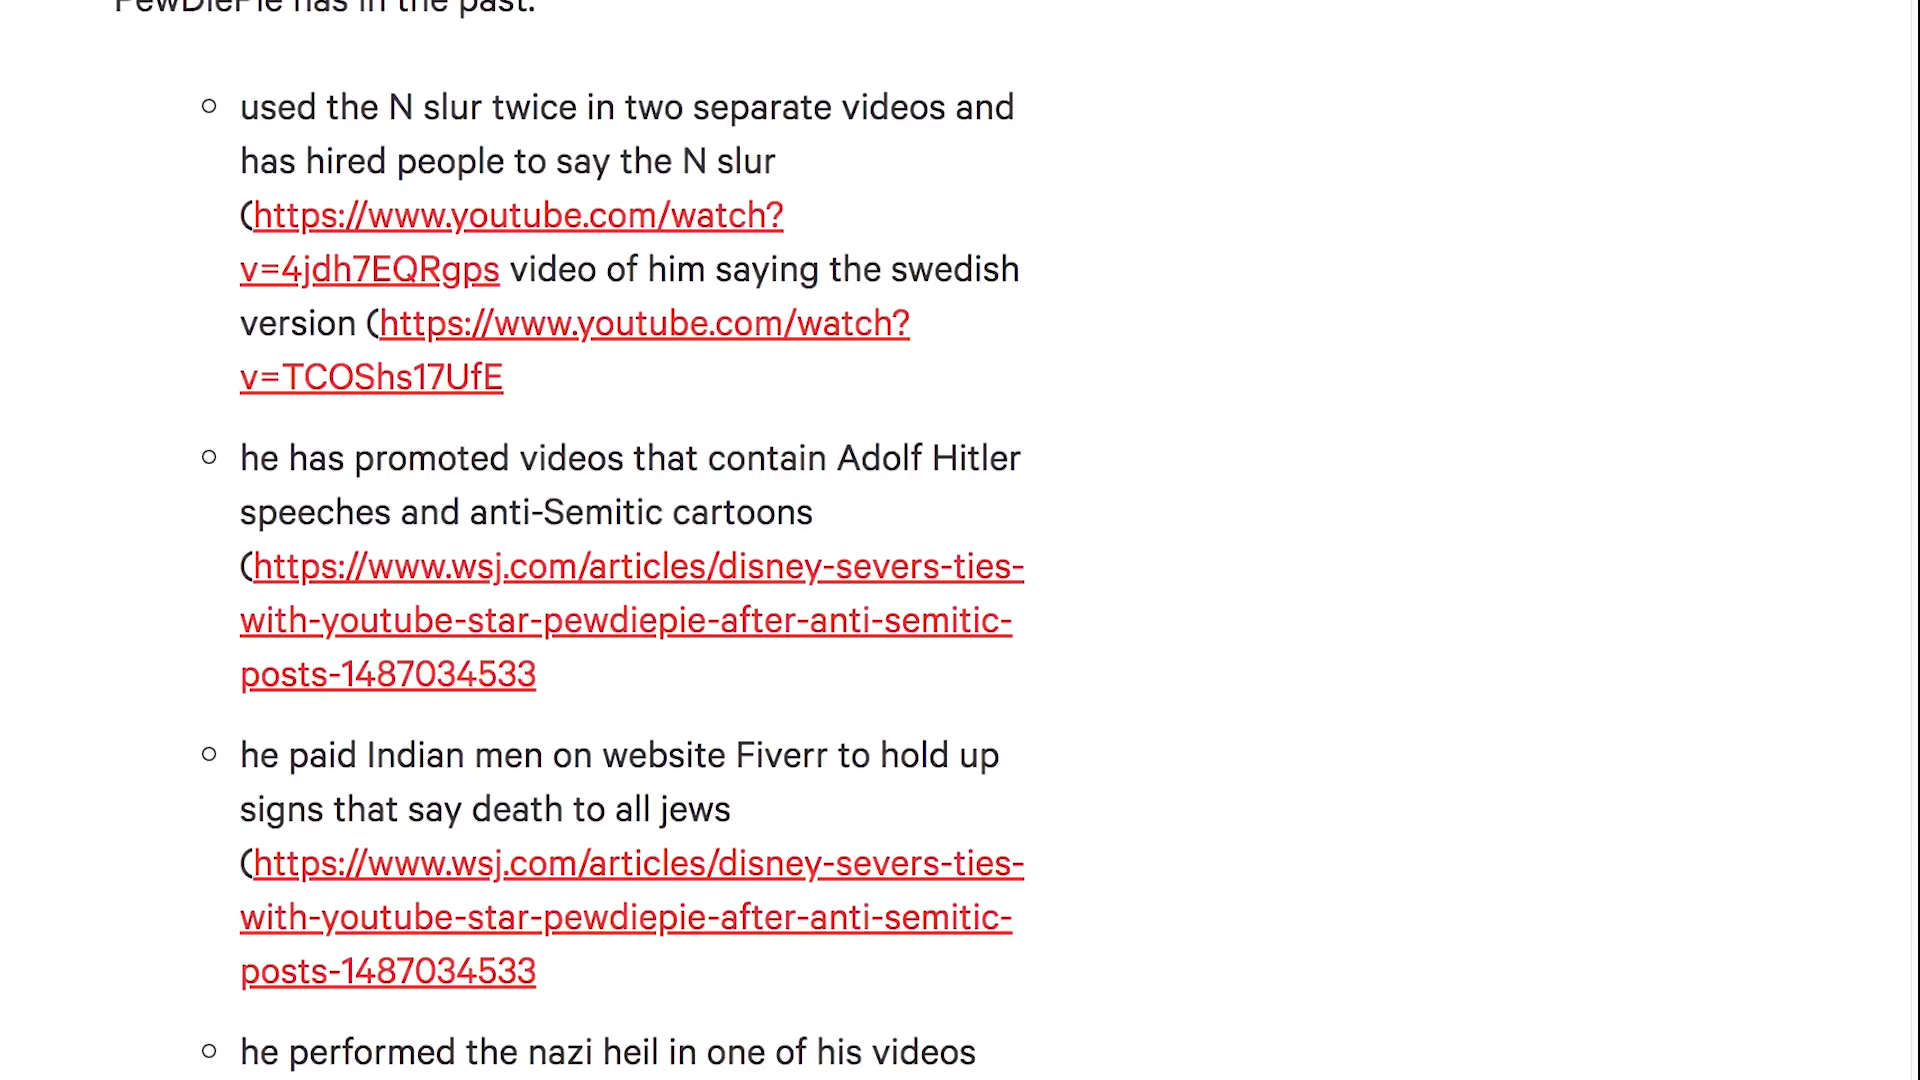 PewDiePie has in the past:
used the N slur twice in two separate videos and
has hired people to say the N slur
(https://www.youtube.com/watch?
v=4jdh7EQRgps video of him saying the swedish
version (https://www.youtube.com/watch?
v=TCOShs17UfE
he has promoted videos that contain Adolf Hitler
speeches and anti-Semitic cartoons
(https://www.wsj.com/articles/disney-severs-ties-
with-youtube-star-pewdiepie-after-anti-semitic-
posts-1487034533
he paid Indian men on website Fiverr to hold up
signs that say death to all jews
(https://www.wsj.com/articles/disney-severs-ties-
with-youtube-star-pewdiepie-after-anti-semitic-
posts-1487034533
he performed the nazi heil in one of his videos